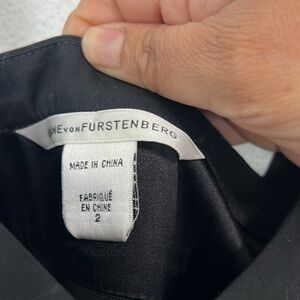 VON FURSTENBERG
MADE IN CHINA
FABRIQUÉ
EN CHINE
2